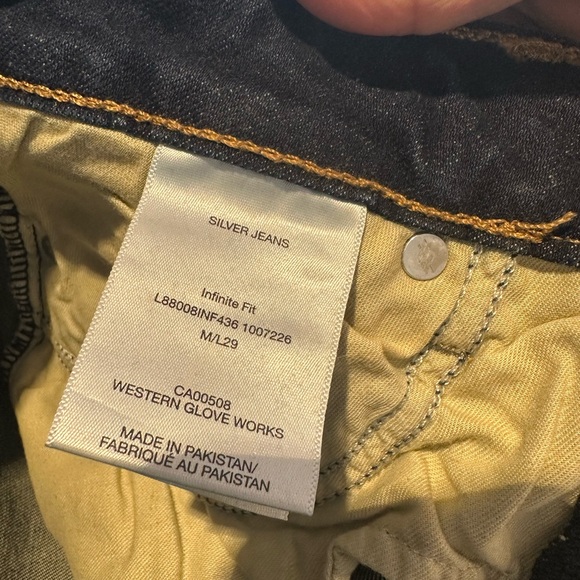 SILVER JEANS
Infinite Fit
L88008INF436 1007226
M/L29
CA00508
WESTERN GLOVE WORKS
MADE IN PAKISTAN/
FABRIQUÉ AU PAKISTAN